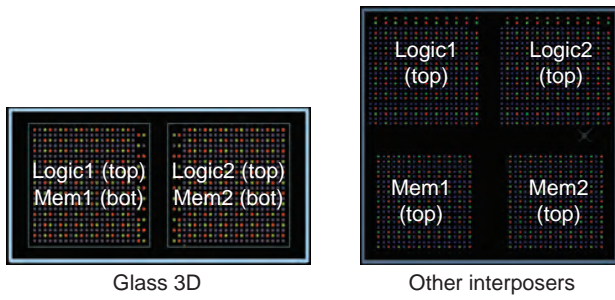 Logic1 (top)
Mem1 (bot)
Logic2 (top)
Mem2 (bot)
Glass 3D
Logic1
(top)
Logic2
(top)
Mem1
(top)
Mem2
(top)
Other interposers